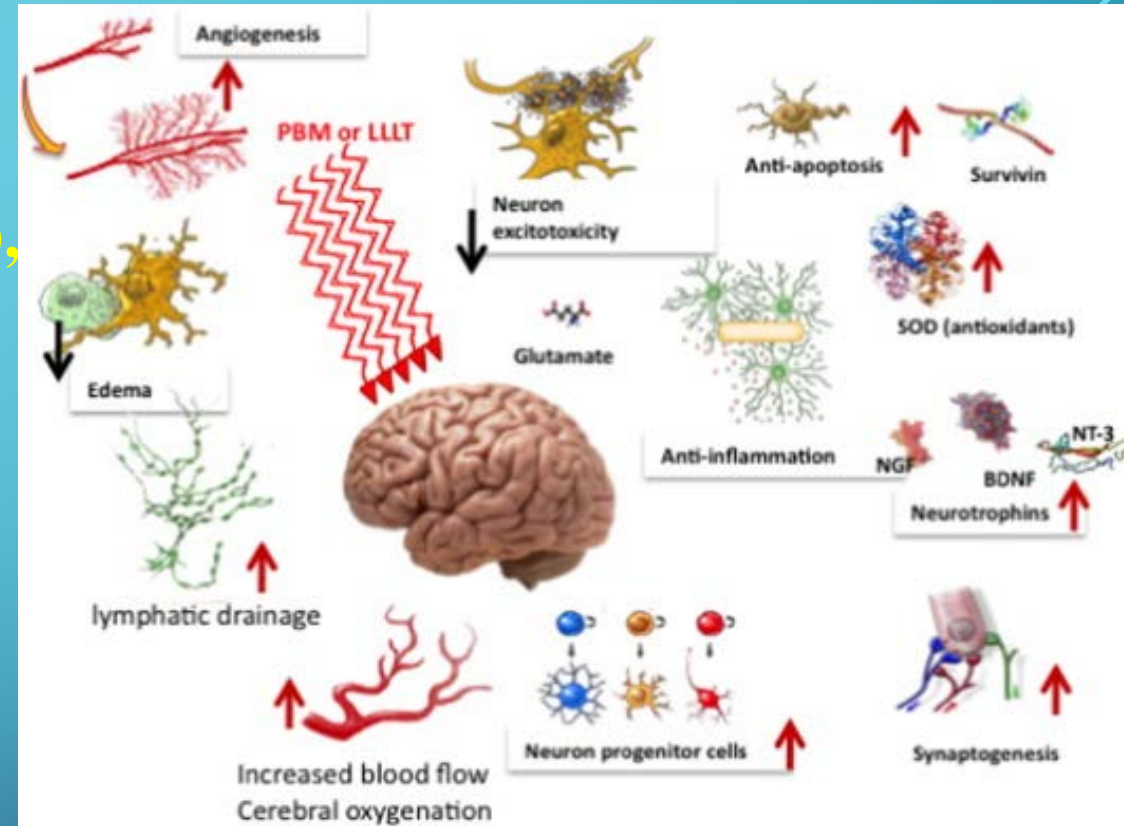 Angiogenesis
PBM or LLLT
Neuron
excitotoxicity
Anti-apoptosis
Survivin
SOD (antioxidants)
Edema
Glutamate
Anti-inflammation
NGF
BDNF
NT-3
Neurotrophins
lymphatic drainage
Increased blood flow
Cerebral oxygenation
Neuron progenitor cells
Synaptogenesis